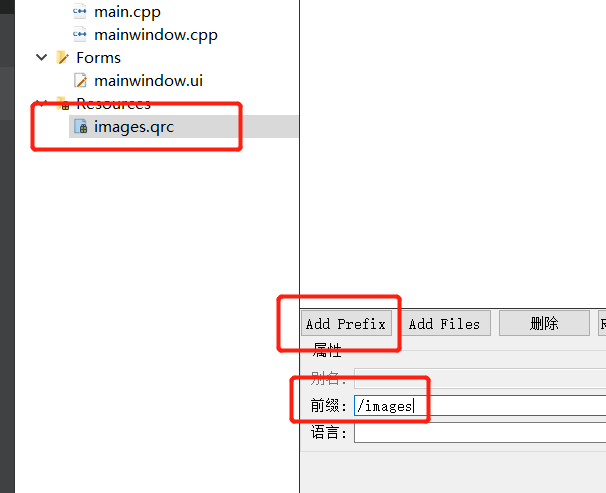 main.cpp
mainwindow.cpp
Forms
mainwindow.ui
Resources
images.qrc
Add Prefix Add Files 删除 R
属性
别名:
前缀: /images
语言: